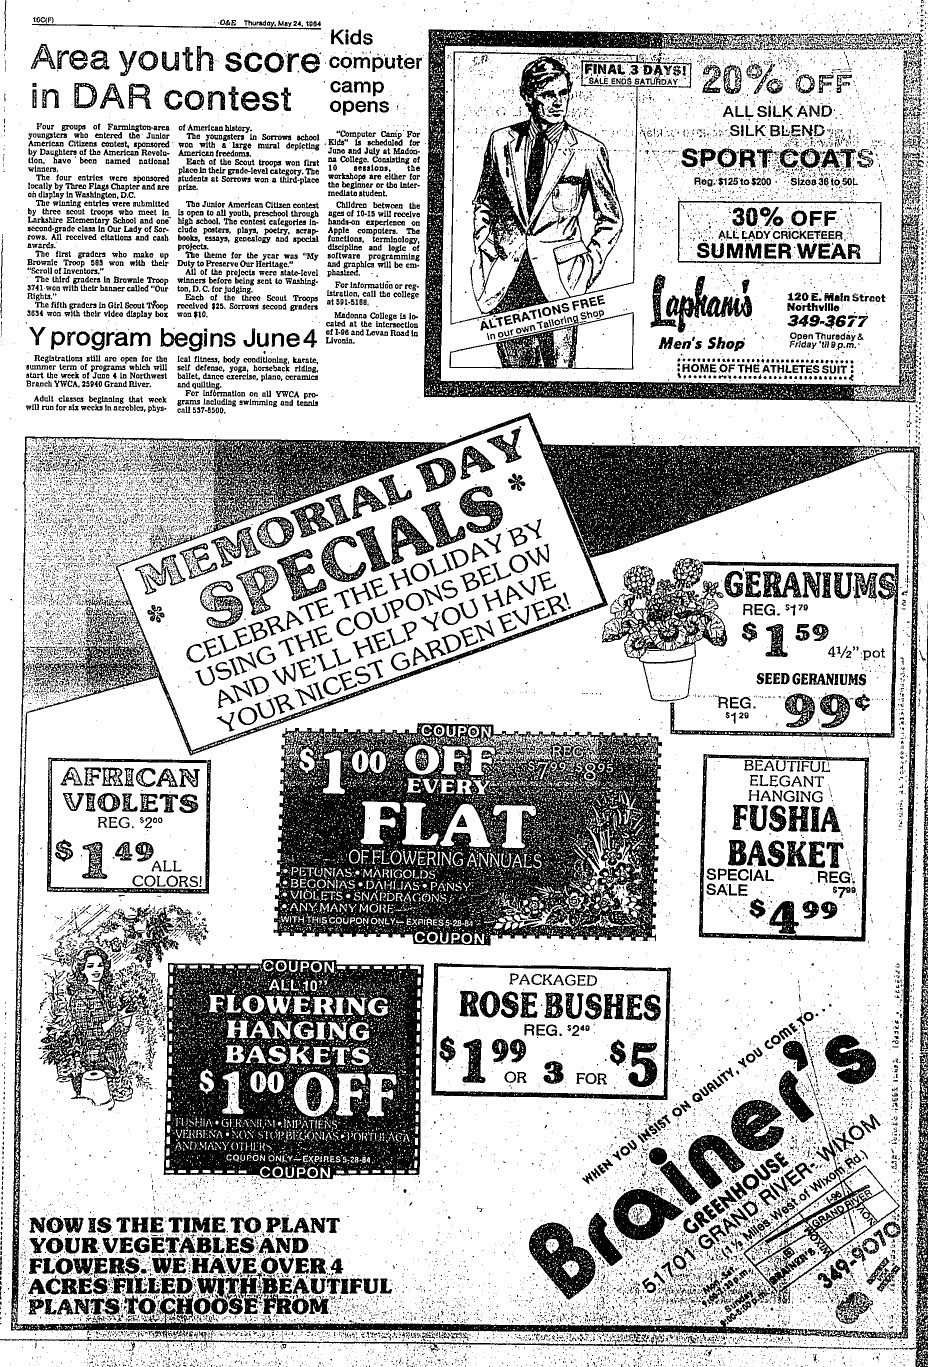 16C(F)
O&E Thursday, May 24, 1984
Area youth score
in DAR contest
Four groups of Farmington-area
youngsters who entered the Junior
American Citizens contest, sponsored
by Daughters of the American Revolu-
tion, have been named national
winners.
The four entries were sponsored
locally by Three Flags Chapter and are
on display in Washington, D.C.
The winning entries were submitted
by three scout troops who meet in
Larkshire Elementary School and one
second-grade class in Our Lady of Sor-
rows. All received citations and cash
awards.
The first graders who make up
Brownie Troop 583 won with their
"Scroll of Inventors."
The third graders in Brownie Troop
3741 won with their banner called "Our
Rights."
The fifth graders in Girl Scout Troop
3634 won with their video display box
of American history.
The youngsters in Sorrows school
won with a large mural depicting
American freedoms.
Each of the Scout troops won first
place in their grade-level category. The
students at Sorrows won a third-place
prize.
The Junior American Citizen contest
is open to all youth, preschool through
high school. The contest categories in-
clude posters, plays, poetry, scrap-
books, essays, genealogy and special
projects.
The theme for the year was "My
Duty to Preserve Our Heritage."
All of the projects were state-level
winners before being sent to Washing-
ton, D.C. for judging.
Each of the three Scout Troops
received $25. Sorrows second graders
won $10.
Kids
computer
camp
opens
"Computer Camp For
Kids" is scheduled for
June and July at Madon-
na College. Consisting of
10 sessions, the
workshops are either for
the beginner or the inter-
mediate student.
Children between the
ages of 10-15 will receive
hands-on experience on
Apple computers. The
functions, terminology,
discipline and logic of
software programming
and graphics will be em-
phasized.
For information or reg-
istration, call the college
at 591-5188.
Madonna College is lo-
cated at the intersection
of I-96 and Levan Road in
Livonia.
Y program begins June 4
Registrations still are open for the
summer term of programs which will
start the week of June 4 in Northwest
Branch YWCA, 25940 Grand River.
Adult classes beginning that week
will run for six weeks in aerobics, phys-
ical fitness, body conditioning, karate,
self defense, yoga, horseback riding,
ballet, dance exercise, piano, ceramics
and quilting.
For information on all YWCA pro-
grams including swimming and tennis
call 537-8500.
FINAL 3 DAYS!
SALE ENDS SATURDAY
20% OFF
ALL SILK AND
SILK BLEND
SPORT COATS
Reg. $125 to $200 Sizes 36 to 50L
30% OFF
ALL LADY CRICKETEER
SUMMER WEAR
ALTERATIONS FREE
in our own Tailoring Shop
Lapham's
Men's Shop
120 E. Main Street
Northville
349-3677
Open Thursday &
Friday 'til 9 p.m.
HOME OF THE ATHLETES SUIT
MEMORIAL DAY
* SPECIALS *
CELEBRATE THE HOLIDAY BY
USING THE COUPONS BELOW
AND WE'LL HELP YOU HAVE
YOUR NICEST GARDEN EVER!
GERANIUMS
REG. $1.79
$1.59
4½" pot
SEED GERANIUMS
REG.
$1.29
99¢
AFRICAN
VIOLETS
REG. $2.00
$1.49
ALL
COLORS!
COUPON
$1.00 OFF
REG.
$7.99-$8.95
EVERY
FLAT
OF FLOWERING ANNUALS
• PETUNIAS • MARIGOLDS
• BEGONIAS • DAHLIAS • PANSY
• VIOLETS • SNAPDRAGONS
• ANY MANY MORE
WITH THIS COUPON ONLY—EXPIRES 5-28-84
COUPON
BEAUTIFUL
ELEGANT
HANGING
FUSHIA
BASKET
SPECIAL
SALE
REG.
$7.99
$4.99
COUPON
ALL 10"
FLOWERING
HANGING
BASKETS
$1.00 OFF
FUSHIA • GERANIUM • IMPATIENS
VERBENA • NON STOP BEGONIAS • PORTULACA
AND MANY OTHERS
COUPON ONLY—EXPIRES 5-28-84
COUPON
PACKAGED
ROSE BUSHES
REG. $2.49
$1.99 OR 3 FOR $5
WHEN YOU INSIST ON QUALITY, YOU COME TO...
Brainer's
GREENHOUSE
51701 GRAND RIVER-WIXOM
(1½ Miles West of Wixom Rd.)
I-96
GRAND RIVER
BRAINER'S
349-9070
NOW IS THE TIME TO PLANT
YOUR VEGETABLES AND
FLOWERS. WE HAVE OVER 4
ACRES FILLED WITH BEAUTIFUL
PLANTS TO CHOOSE FROM